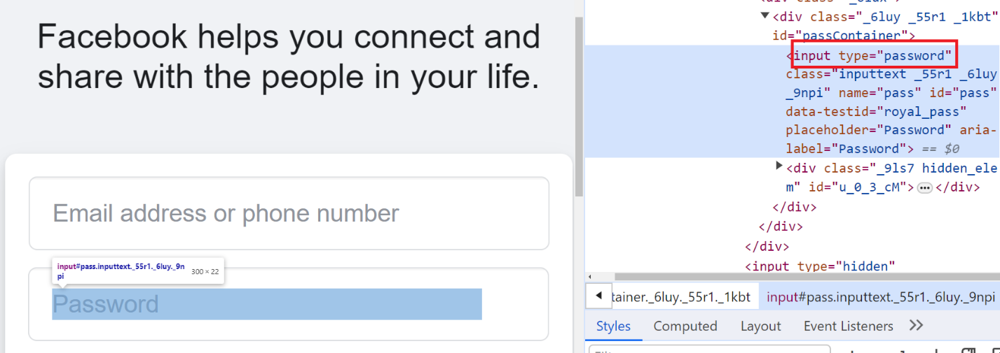 Facebook helps you connect and
share with the people in your life.
Email address or phone number
input#pass.inputtext._55r1._6luy._9n
pi
300 × 22
Password
<div class="_6luy _55r1 _1kbt"
id="passContainer">
<input type="password"
class="inputtext _55r1 _6luy
_9npi" name="pass" id="pass"
data-testid="royal_pass"
placeholder="Password" aria-
label="Password"> == $0
<div class="_9ls7 hidden_ele
m" id="u_0_3_cM"> ••• </div>
</div>
</div>
</div>
<input type="hidden"
tainer._6luy._55r1._1kbt input#pass.inputtext._55r1._6luy._9npi
Styles Computed Layout Event Listeners